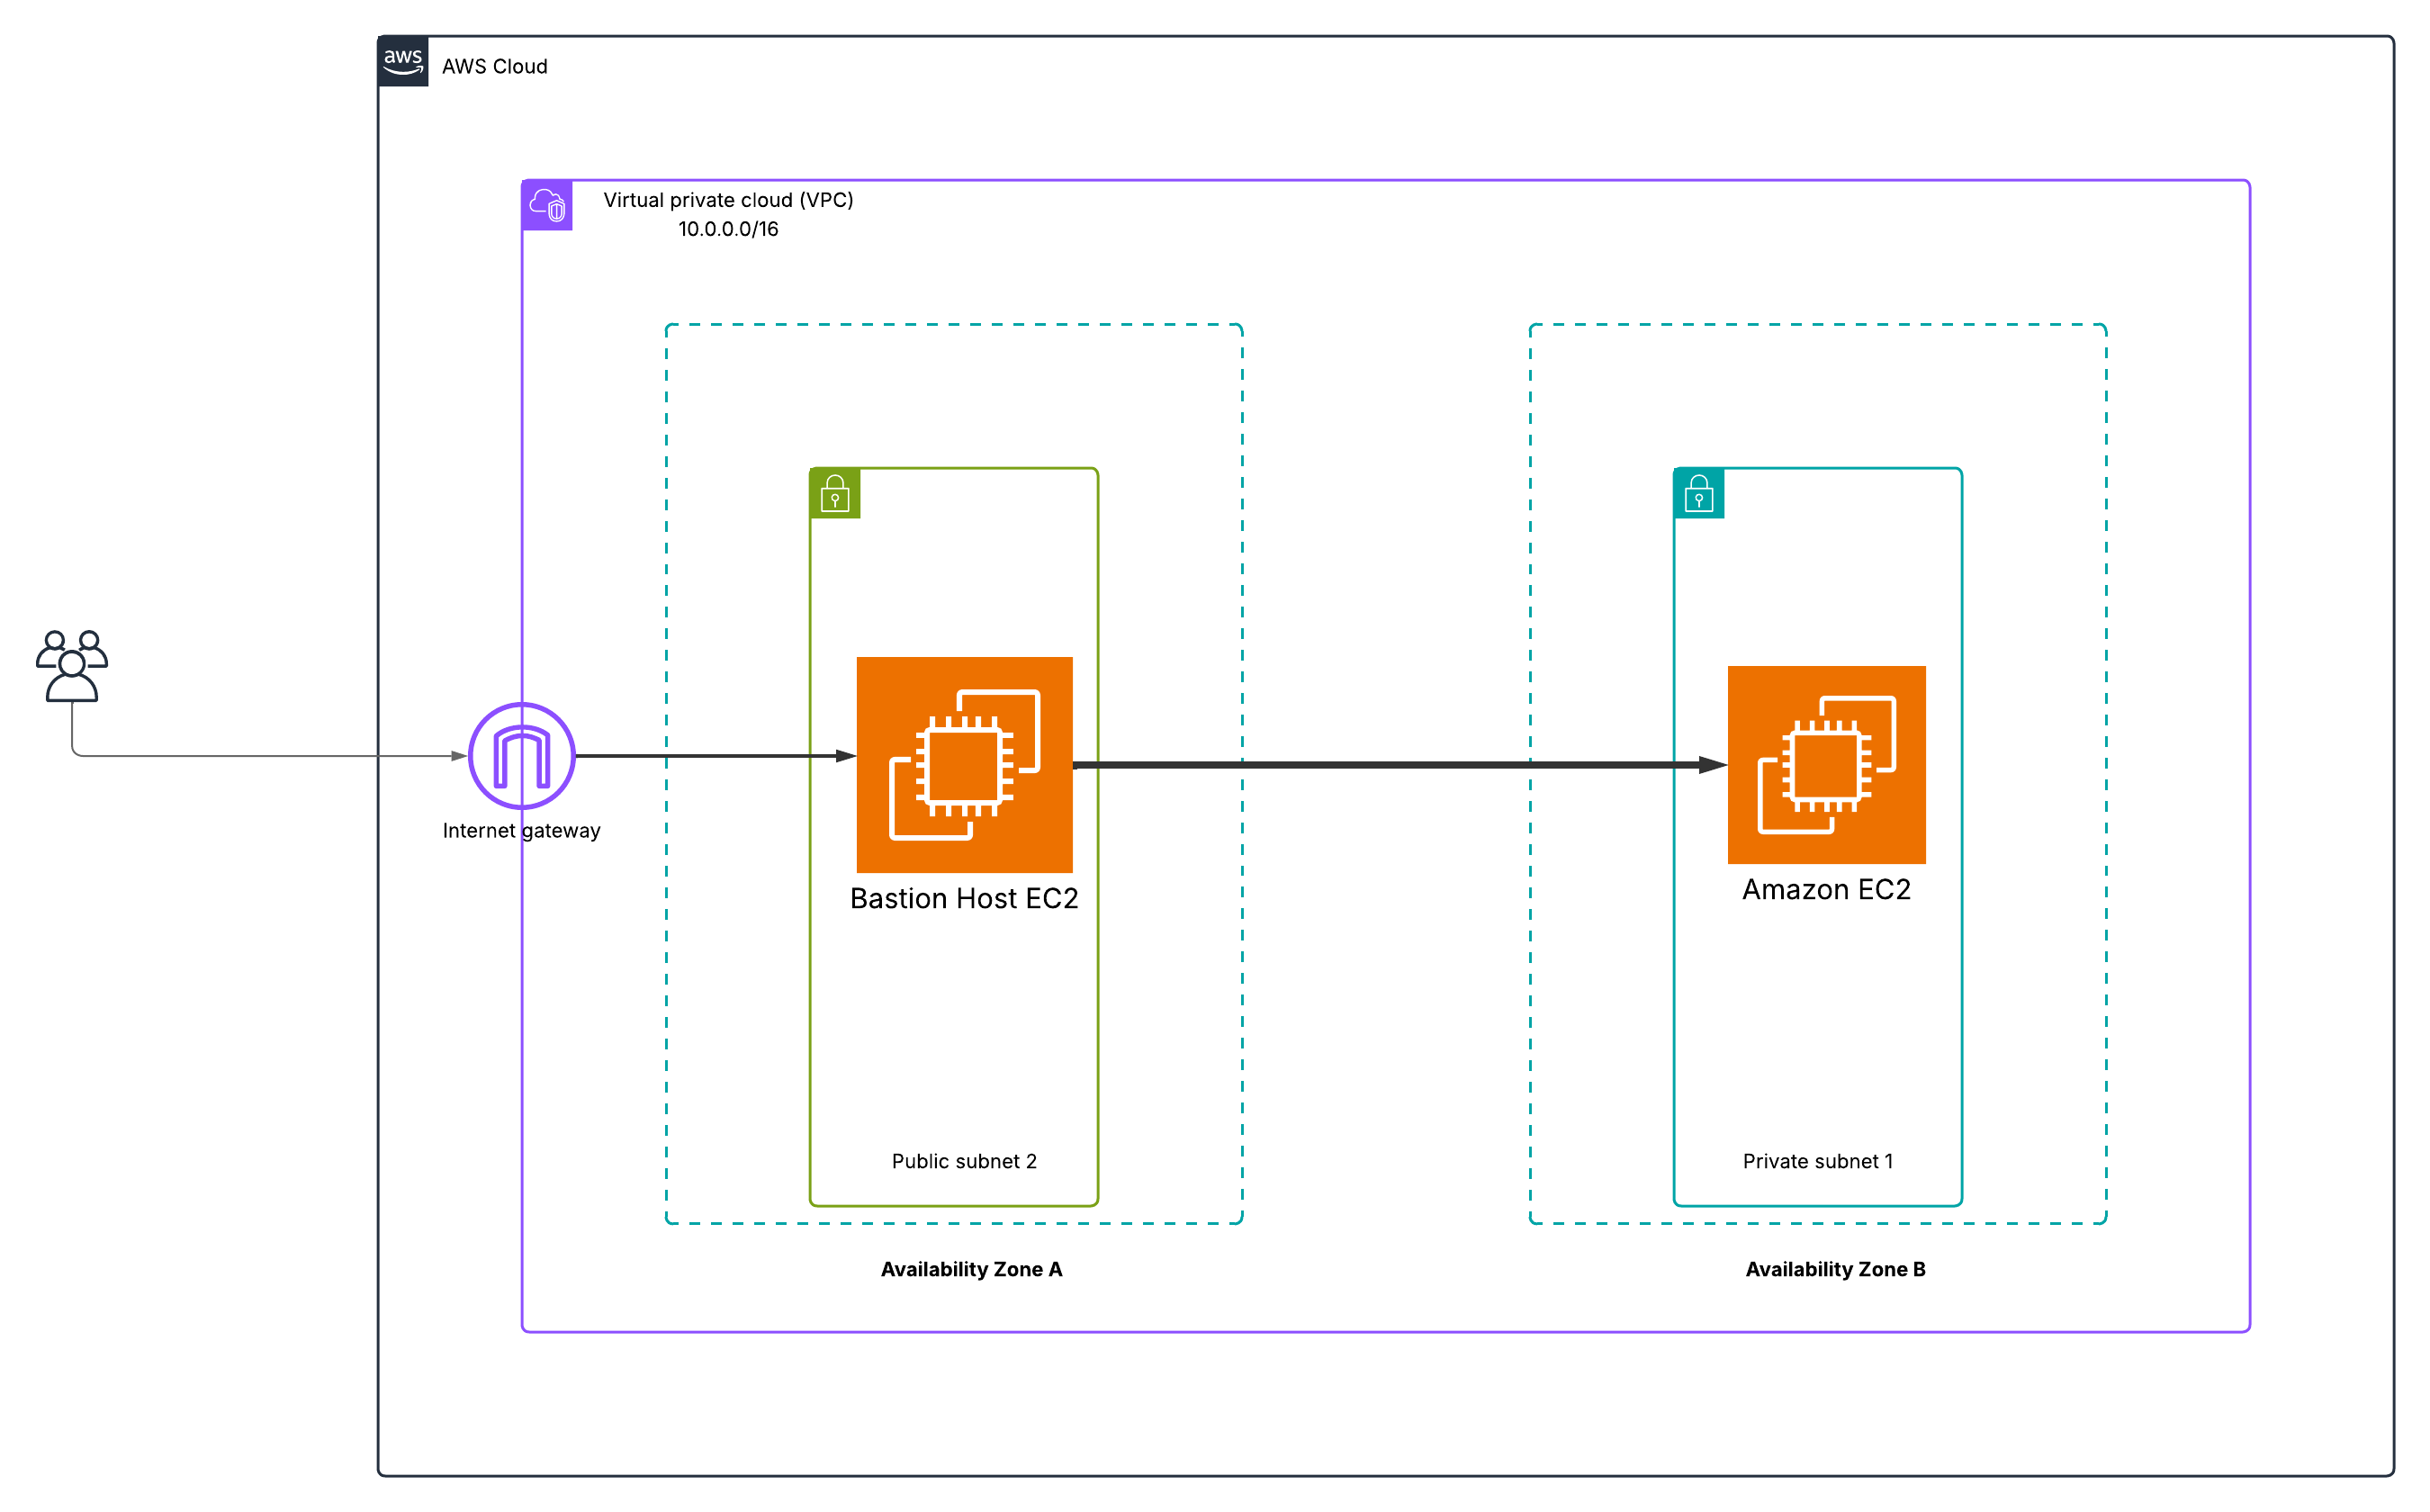 aws
AWS Cloud
Virtual private cloud (VPC)
10.0.0.0/16
Internet gateway
Bastion Host EC2
Amazon EC2
Public subnet 2
Private subnet 1
Availability Zone A
Availability Zone B